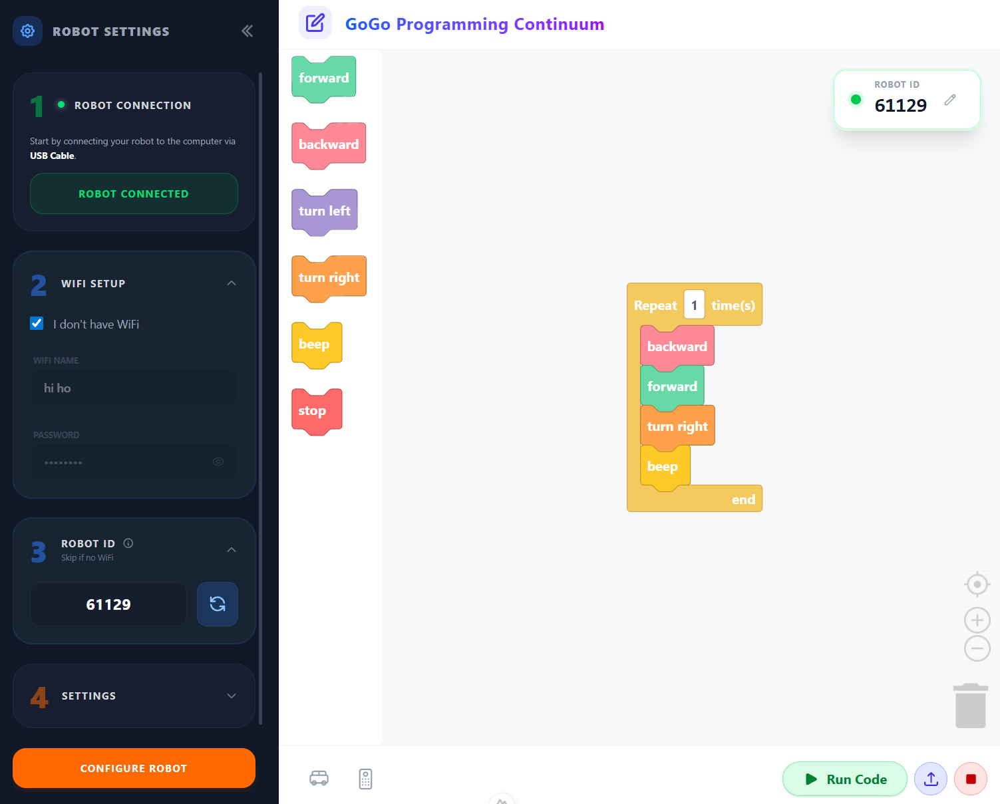 ROBOT SETTINGS
1
ROBOT CONNECTION
Start by connecting your robot to the computer via
USB Cable.
ROBOT CONNECTED
2
WIFI SETUP
I don't have WiFi
WIFI NAME
hi ho
PASSWORD
••••••••
3
ROBOT ID
Skip if no WiFi
61129
4
SETTINGS
CONFIGURE ROBOT
GoGo Programming Continuum
forward
backward
turn left
turn right
beep
stop
ROBOT ID
61129
Repeat 1 time(s)
backward
forward
turn right
beep
end
Run Code